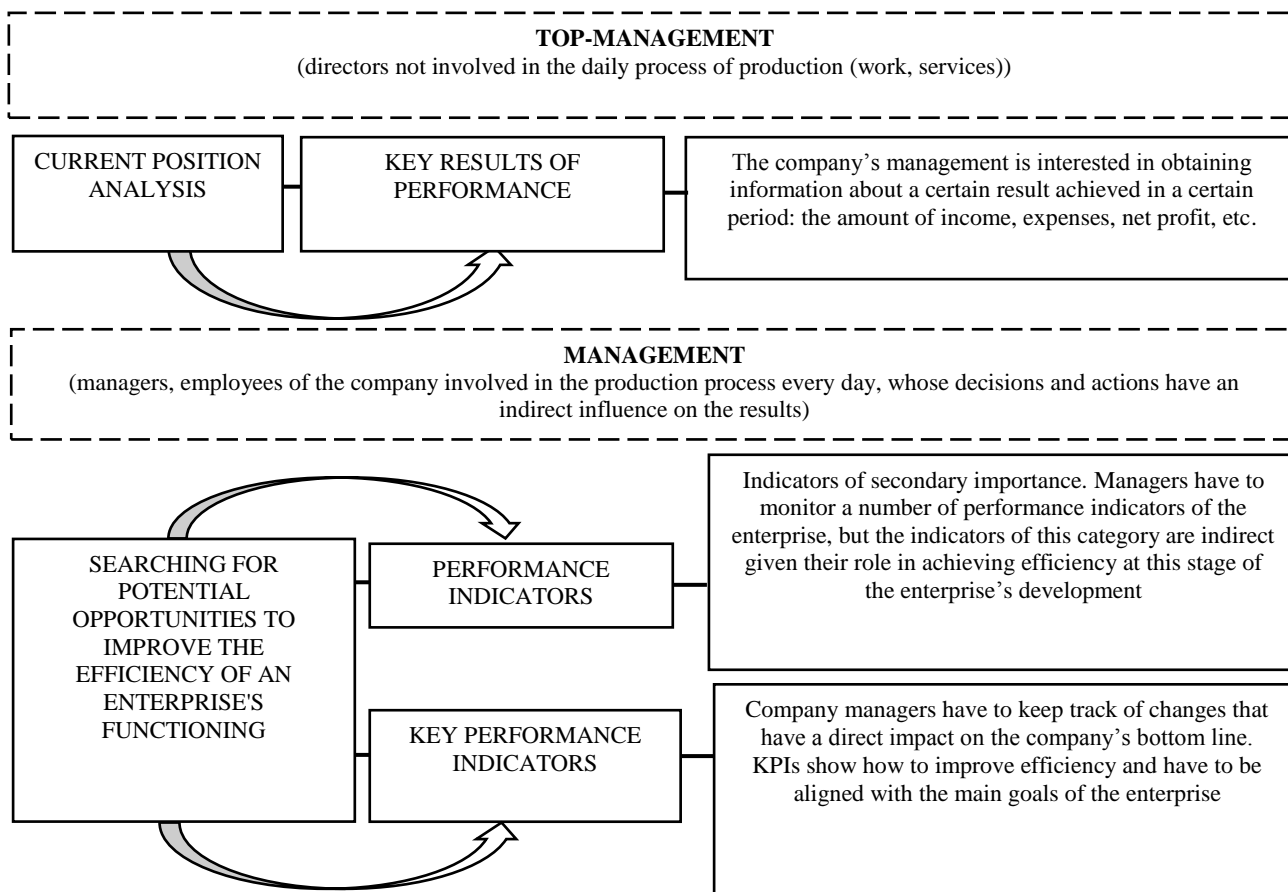 TOP-MANAGEMENT
(directors not involved in the daily process of production (work, services))
CURRENT POSITION
ANALYSIS
KEY RESULTS OF
PERFORMANCE
The company’s management is interested in obtaining
information about a certain result achieved in a certain
period: the amount of income, expenses, net profit, etc.
MANAGEMENT
(managers, employees of the company involved in the production process every day, whose decisions and actions have an
indirect influence on the results)
SEARCHING FOR
POTENTIAL
OPPORTUNITIES TO
IMPROVE THE
EFFICIENCY OF AN
ENTERPRISE'S
FUNCTIONING
PERFORMANCE
INDICATORS
Indicators of secondary importance. Managers have to
monitor a number of performance indicators of the
enterprise, but the indicators of this category are indirect
given their role in achieving efficiency at this stage of
the enterprise’s development
KEY PERFORMANCE
INDICATORS
Company managers have to keep track of changes that
have a direct impact on the company’s bottom line.
KPIs show how to improve efficiency and have to be
aligned with the main goals of the enterprise